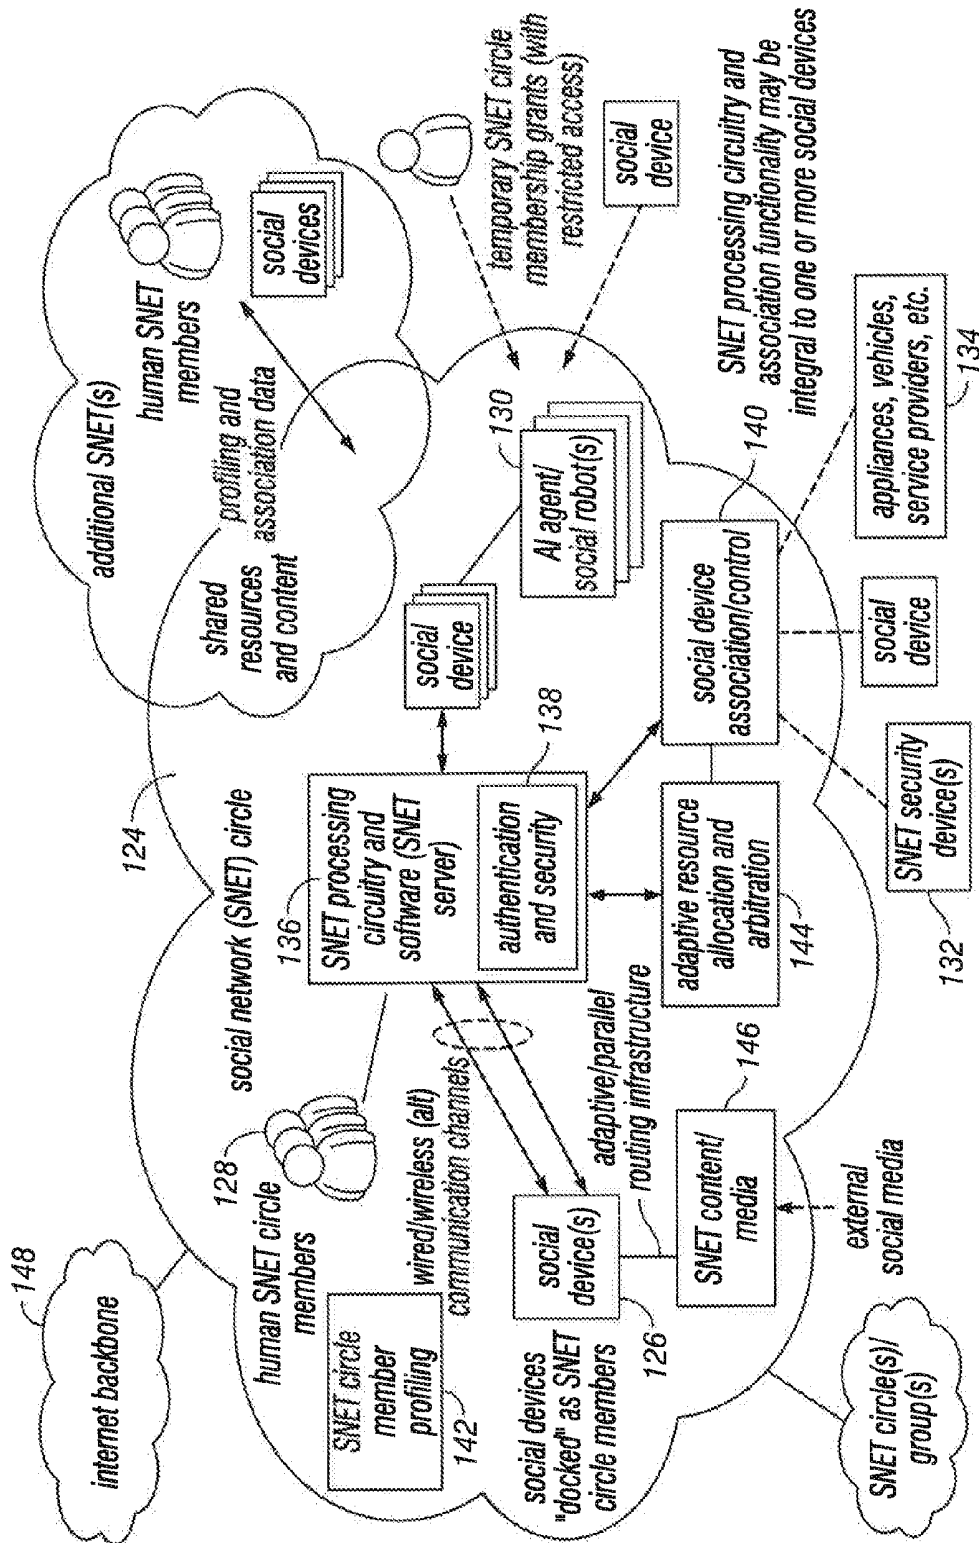 internet backbone
148
additional SNET(s)
human SNET
members
social
devices
profiling and
association data
shared
resources
and content
124
social network (SNET) circle
128
human SNET circle
members
SNET circle
member
profiling
142
wired/wireless (alt)
communication channels
136
SNET processing
circuitry and
software (SNET
server)
138
authentication
and security
social
device
130
AI agent/
social robot(s)
temporary SNET circle
membership grants (with
restricted access)
social
device
social devices
"docked" as SNET
circle members
social
device(s)
126
adaptive/parallel
routing infrastructure
SNET content/
media
146
adaptive resource
allocation and
arbitration
144
social device
association/control
140
SNET processing circuitry and
association functionality may be
integral to one or more social devices
external
social media
SNET circle(s)/
group(s)
SNET security
device(s)
132
social
device
appliances, vehicles,
service providers, etc.
134